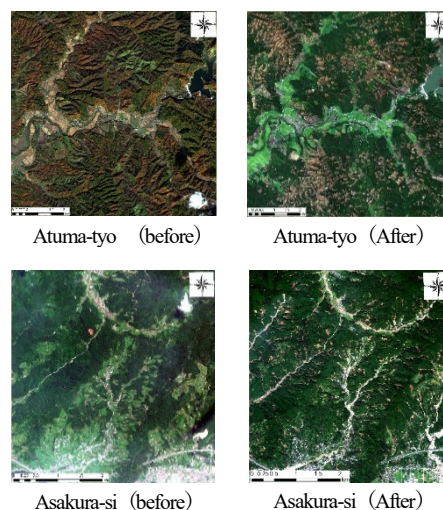 Atuma-tyo （before）
Atuma-tyo （After）
Asakura-si （before）
Asakura-si （After）